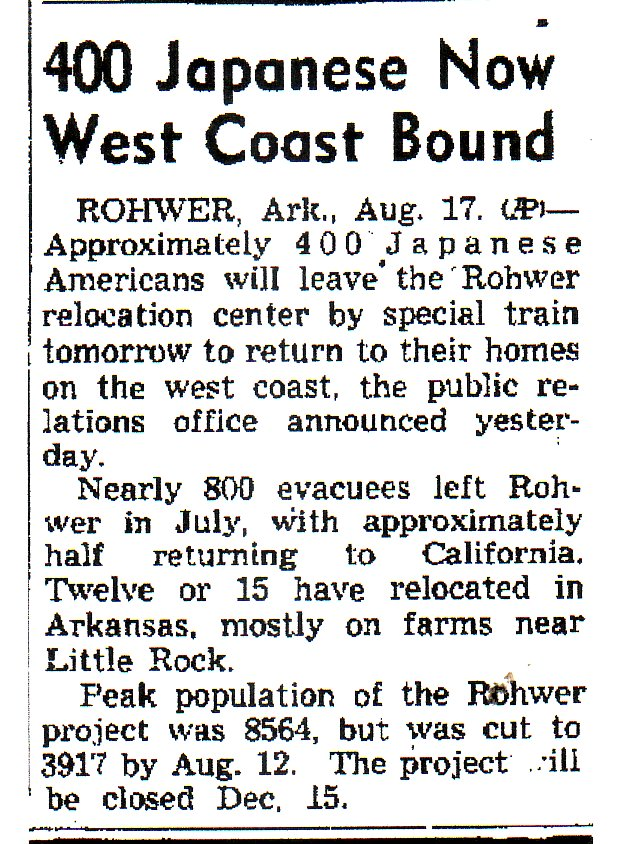 400 Japanese Now
West Coast Bound
ROHWER, Ark., Aug. 17. (AP)—
Approximately 400 Japanese
Americans will leave the Rohwer
relocation center by special train
tomorrow to return to their homes
on the west coast, the public re-
lations office announced yester-
day.
Nearly 800 evacuees left Roh-
wer in July, with approximately
half returning to California.
Twelve or 15 have relocated in
Arkansas, mostly on farms near
Little Rock.
Peak population of the Rohwer
project was 8564, but was cut to
3917 by Aug. 12. The project will
be closed Dec. 15.